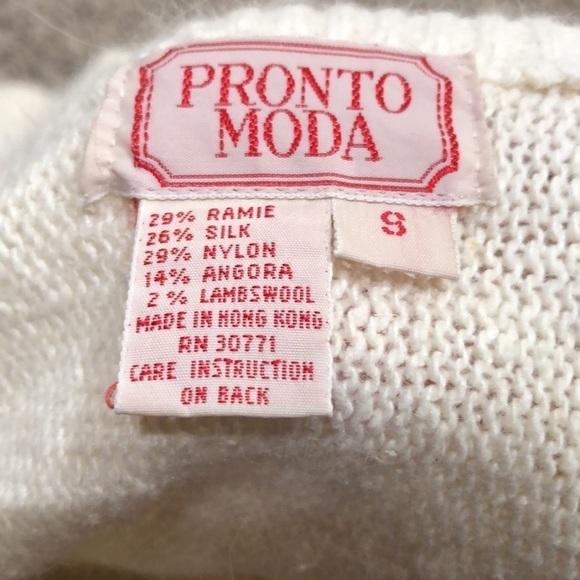 PRONTO
MODA
S
29% RAMIE
26% SILK
29% NYLON
14% ANGORA
2% LAMBSWOOL
MADE IN HONG KONG
RN 30771
CARE INSTRUCTION
ON BACK